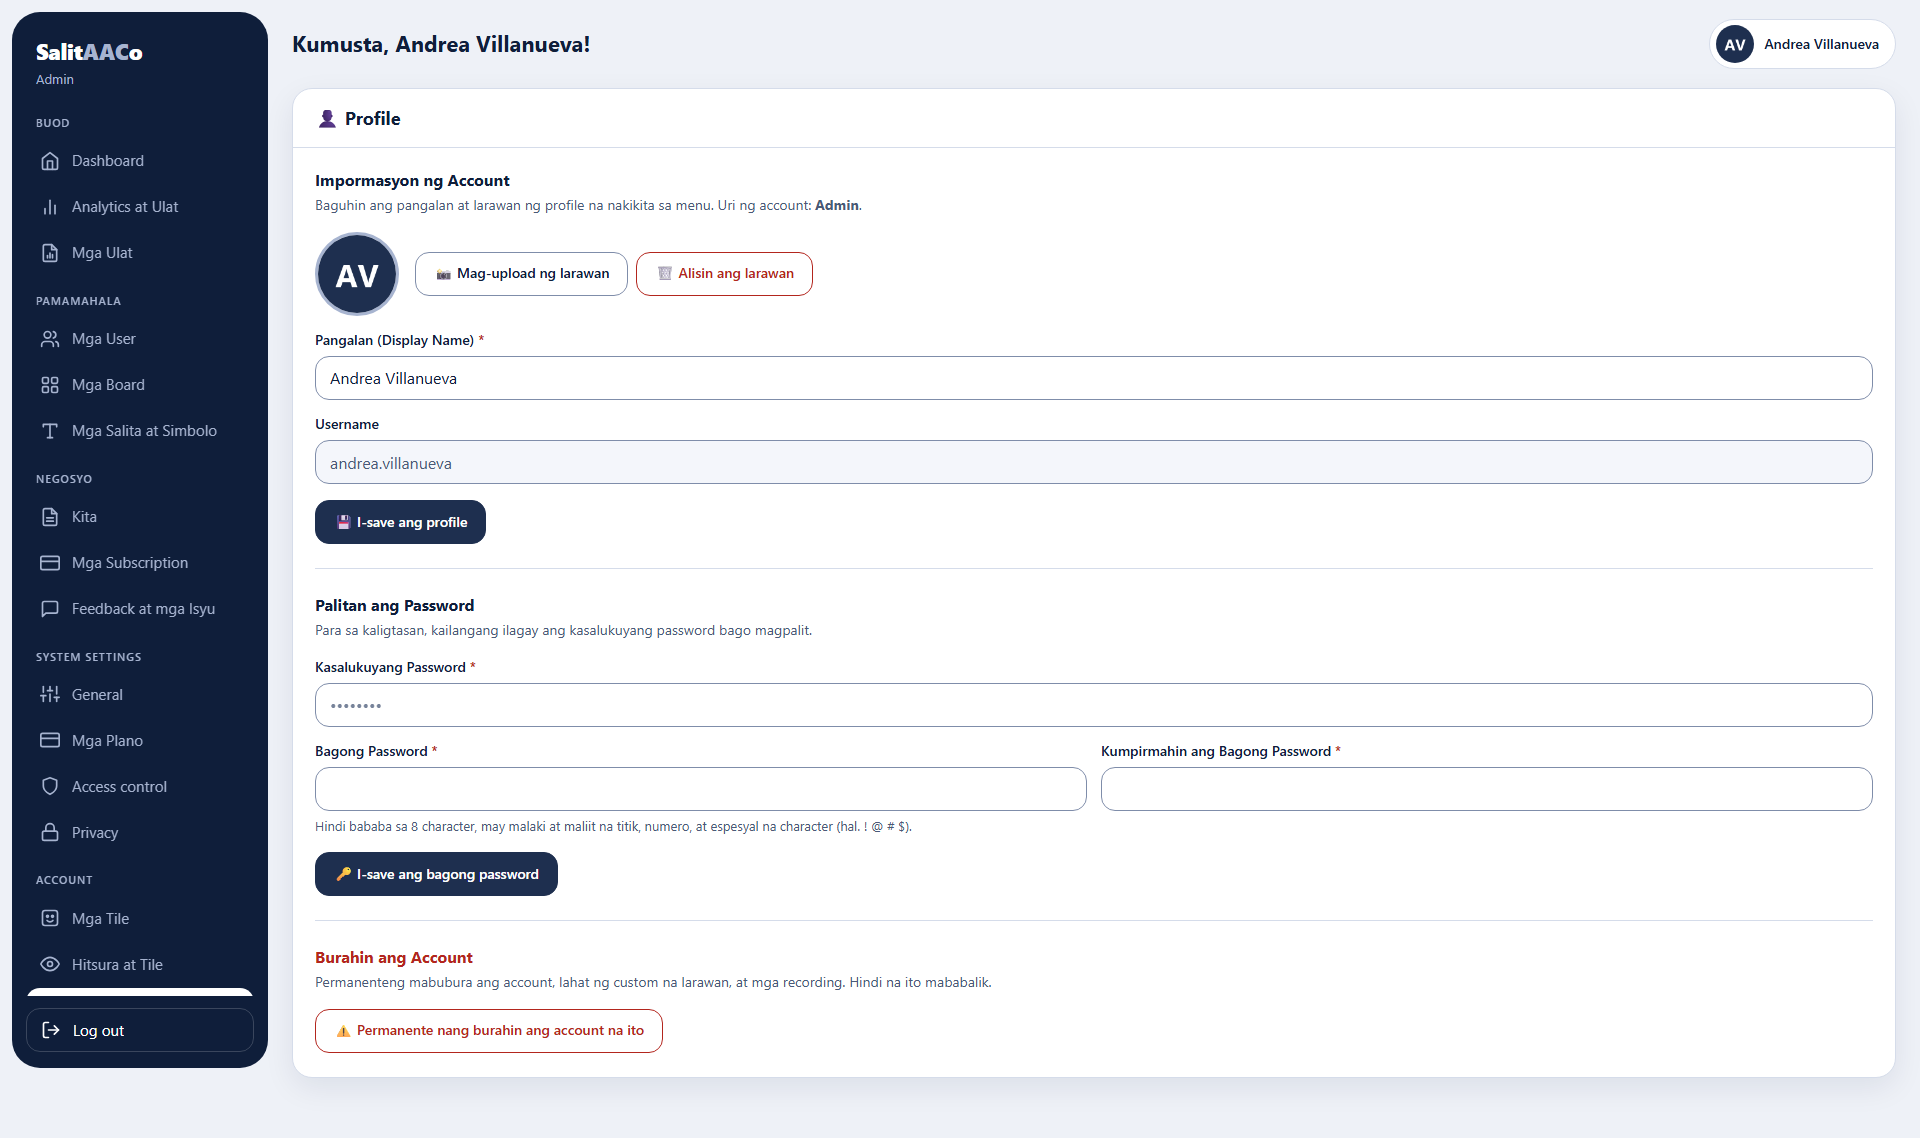 SalitAACo
Admin
BUOD
Dashboard
Analytics at Ulat
Mga Ulat
PAMAMAHALA
Mga User
Mga Board
Mga Salita at Simbolo
NEGOSYO
Kita
Mga Subscription
Feedback at mga Isyu
SYSTEM SETTINGS
General
Mga Plano
Access control
Privacy
ACCOUNT
Mga Tile
Hitsura at Tile
Log out
Kumusta, Andrea Villanueva!
AV Andrea Villanueva
Profile
Impormasyon ng Account
Baguhin ang pangalan at larawan ng profile na nakikita sa menu. Uri ng account: Admin.
AV
Mag-upload ng larawan
Alisin ang larawan
Pangalan (Display Name) *
Andrea Villanueva
Username
andrea.villanueva
I-save ang profile
Palitan ang Password
Para sa kaligtasan, kailangang ilagay ang kasalukuyang password bago magpalit.
Kasalukuyang Password *
••••••••
Bagong Password *
Kumpirmahin ang Bagong Password *
Hindi bababa sa 8 character, may malaki at maliit na titik, numero, at espesyal na character (hal. ! @ # $).
I-save ang bagong password
Burahin ang Account
Permanenteng mabubura ang account, lahat ng custom na larawan, at mga recording. Hindi na ito mababalik.
Permanente nang burahin ang account na ito